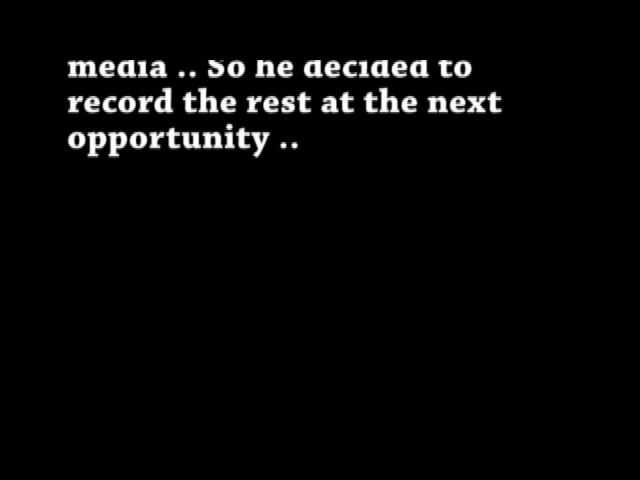 media .. So he decided to
record the rest at the next
opportunity ..